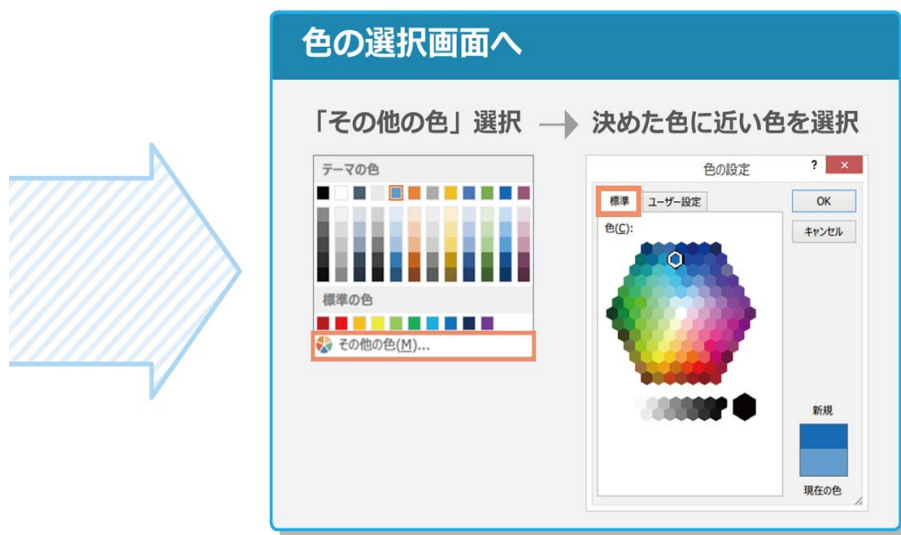 色の選択画面へ
「その他の色」選択 → 決めた色に近い色を選択
テーマの色
標準の色
その他の色(M)...
色の設定 ? ×
標準 ユーザー設定
OK
色(C):
キャンセル
新規
現在の色